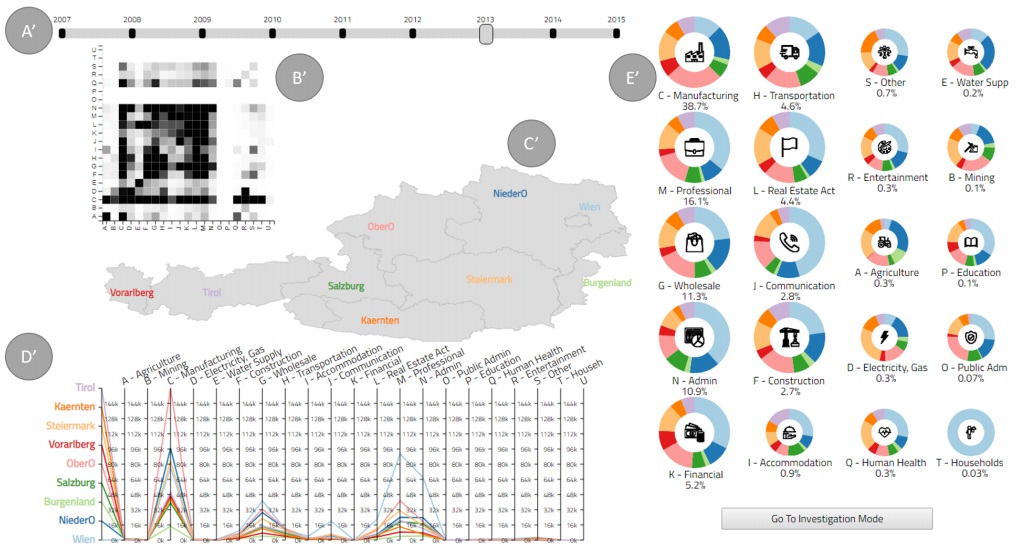 A'
2007 2008 2009 2010 2011 2012 2013 2014 2015
B'
U
T
S
R
Q
P
O
N
M
L
K
J
I
H
G
F
E
D
C
B
A
A B C D E F G H I J K L M N O P Q R S T U
C'
NiederO
Wien
OberO
Steiermark
Burgenland
Salzburg
Vorarlberg
Tirol
Kaernten
D'
A - Agriculture
B - Mining
C - Manufacturing
D - Electricity, Gas
E - Water Supply
F - Construction
G - Wholesale
H - Transportation
I - Accommodation
J - Communication
K - Financial
L - Real Estate Act
M - Professional
N - Admin
O - Public Admin
P - Education
Q - Human Health
R - Entertainment
S - Other
T - Househ
U
Tirol
Kaernten
Steiermark
Vorarlberg
OberO
Salzburg
Burgenland
NiederO
Wien
144k
128k
112k
96k
80k
64k
48k
32k
16k
0k
E'
C - Manufacturing
38.7%
H - Transportation
4.6%
S - Other
0.7%
E - Water Supp
0.2%
M - Professional
16.1%
L - Real Estate Act
4.4%
R - Entertainment
0.3%
B - Mining
0.1%
G - Wholesale
11.3%
J - Communication
2.8%
A - Agriculture
0.3%
P - Education
0.1%
N - Admin
10.9%
F - Construction
2.7%
D - Electricity, Gas
0.3%
O - Public Adm
0.07%
K - Financial
5.2%
I - Accommodation
0.9%
Q - Human Health
0.3%
T - Households
0.03%
Go To Investigation Mode